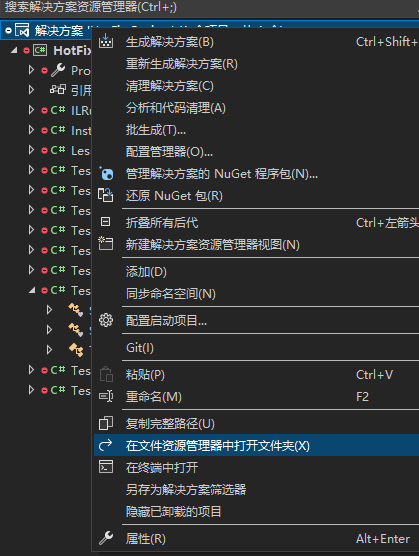 搜索解决方案资源管理器(Ctrl+;)
解决方案
生成解决方案(B) Ctrl+Shift+
HotFix
重新生成解决方案(R)
Pro
清理解决方案(C)
引用
分析和代码清理(A)
C# ILRu
批生成(T)...
C# Inst
配置管理器(O)...
C# Les
管理解决方案的 NuGet 程序包(N)...
C# Tes
还原 NuGet 包(R)
C# Tes
C# Tes
折叠所有后代 Ctrl+左箭头
C# Tes
新建解决方案资源管理器视图(N)
C# Tes
添加(D)
C# Tes
同步命名空间(N)
C# Tes
配置启动项目...
Git(I)
C# Tes
粘贴(P) Ctrl+V
C# Tes
重命名(M) F2
复制完整路径(U)
在文件资源管理器中打开文件夹(X)
在终端中打开
另存为解决方案筛选器
隐藏已卸载的项目
属性(R) Alt+Enter